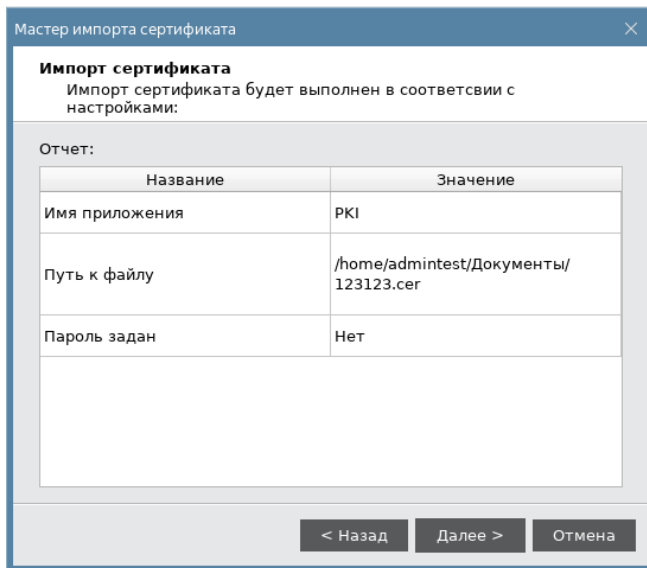 Мастер импорта сертификата
Импорт сертификата
Импорт сертификата будет выполнен в соответсвии с
настройками:
Отчет:
Название Значение
Имя приложения PKI
Путь к файлу /home/admintest/Документы/
123123.cer
Пароль задан Нет
< Назад Далее > Отмена